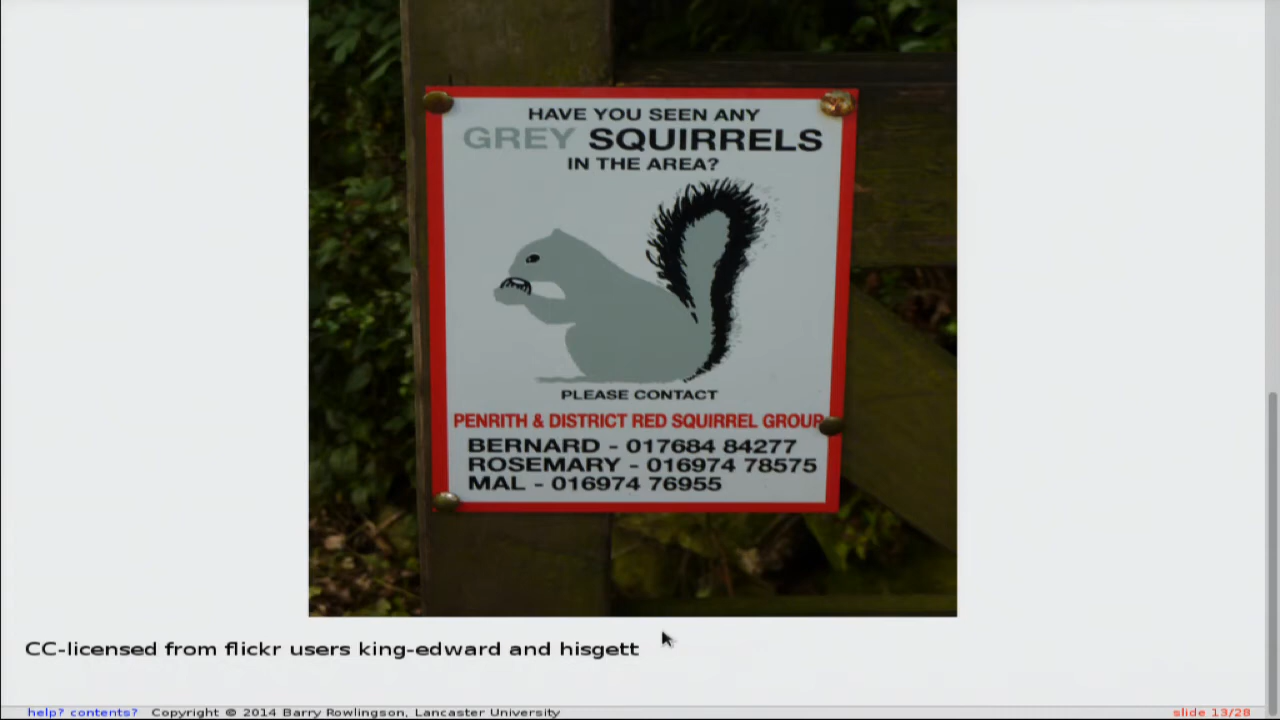 HAVE YOU SEEN ANY
GREY SQUIRRELS
IN THE AREA?
PLEASE CONTACT
PENRITH & DISTRICT RED SQUIRREL GROUP
BERNARD - 017684 84277
ROSEMARY - 016974 78575
MAL - 016974 76955
CC-licensed from flickr users king-edward and hisgett
help? contents? Copyright © 2014 Barry Rowlingson, Lancaster University
slide 13/28